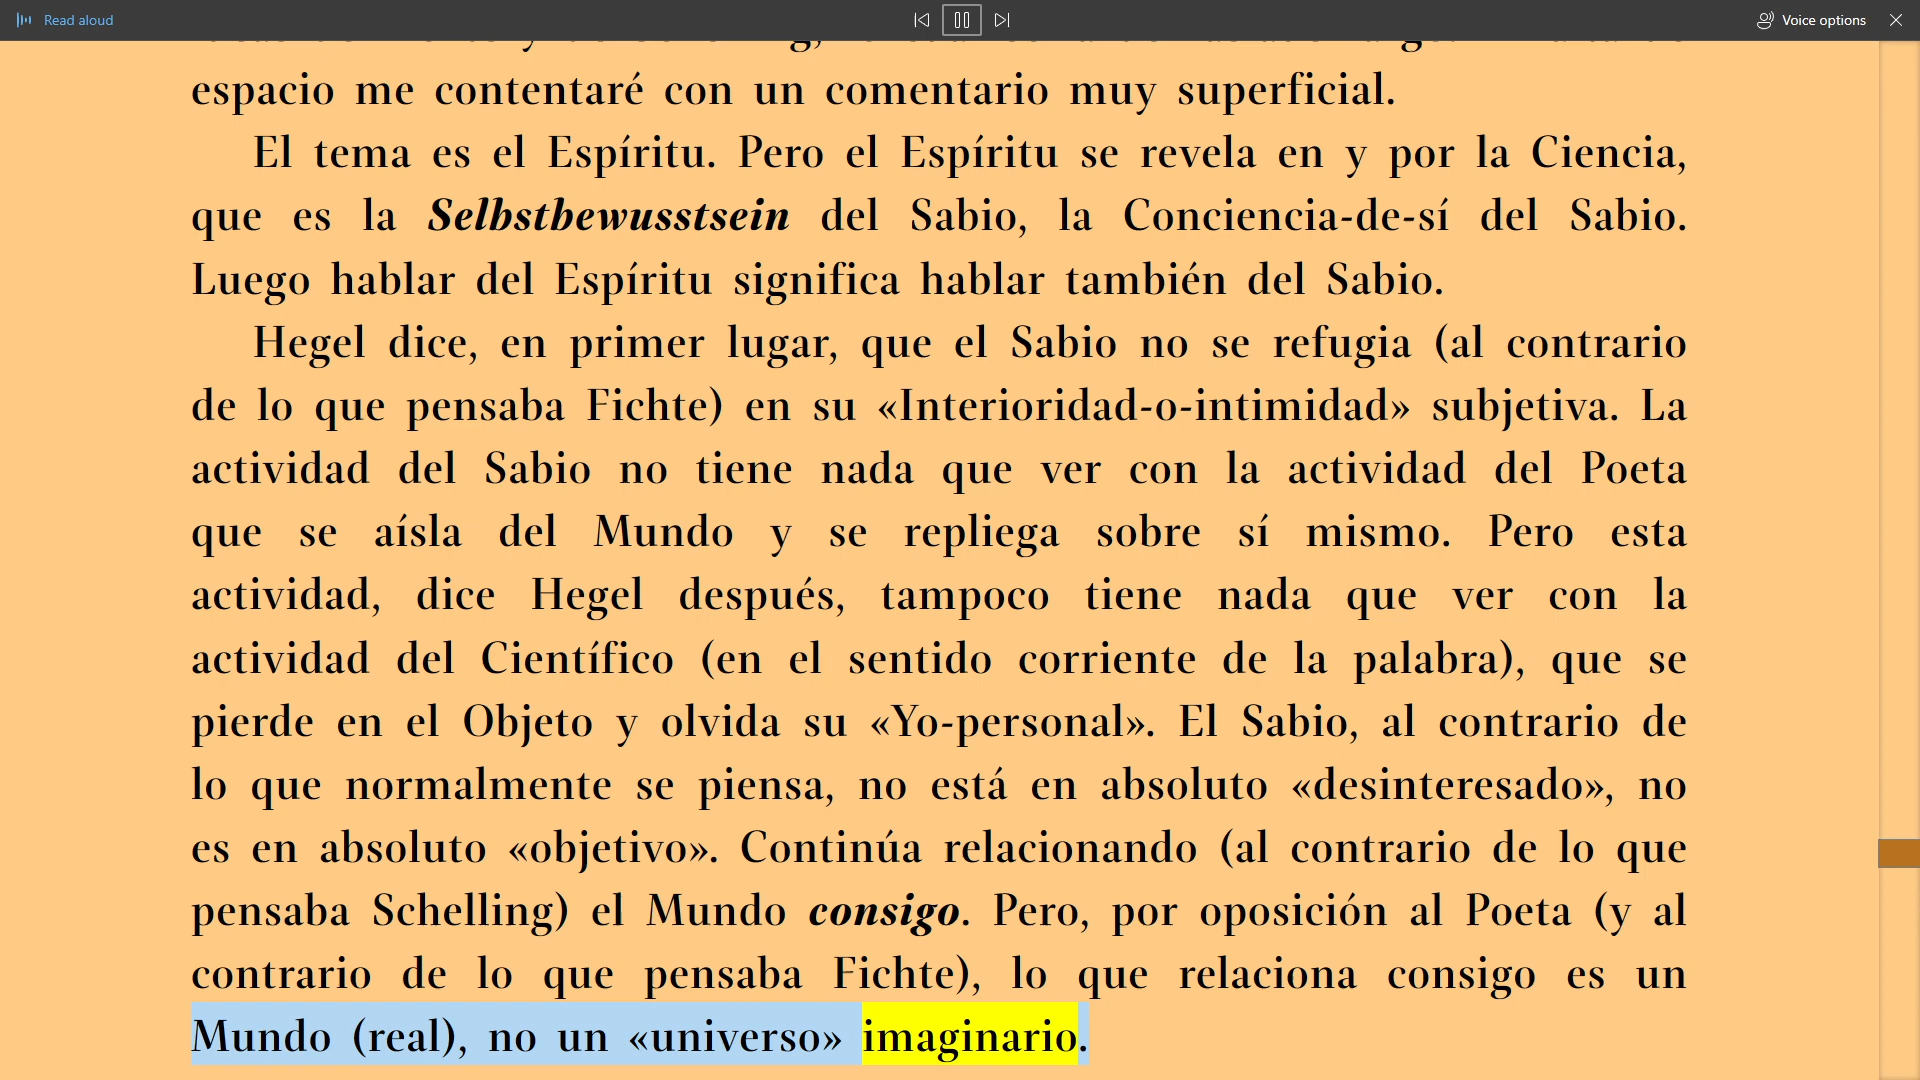 Read aloud
Voice options
espacio me contentaré con un comentario muy superficial.
El tema es el Espíritu. Pero el Espíritu se revela en y por la Ciencia,
que es la Selbstbewusstsein del Sabio, la Conciencia-de-sí del Sabio.
Luego hablar del Espíritu significa hablar también del Sabio.
Hegel dice, en primer lugar, que el Sabio no se refugia (al contrario
de lo que pensaba Fichte) en su «Interioridad-o-intimidad» subjetiva. La
actividad del Sabio no tiene nada que ver con la actividad del Poeta
que se aísla del Mundo y se repliega sobre sí mismo. Pero esta
actividad, dice Hegel después, tampoco tiene nada que ver con la
actividad del Científico (en el sentido corriente de la palabra), que se
pierde en el Objeto y olvida su «Yo-personal». El Sabio, al contrario de
lo que normalmente se piensa, no está en absoluto «desinteresado», no
es en absoluto «objetivo». Continúa relacionando (al contrario de lo que
pensaba Schelling) el Mundo consigo. Pero, por oposición al Poeta (y al
contrario de lo que pensaba Fichte), lo que relaciona consigo es un
Mundo (real), no un «universo» imaginario.